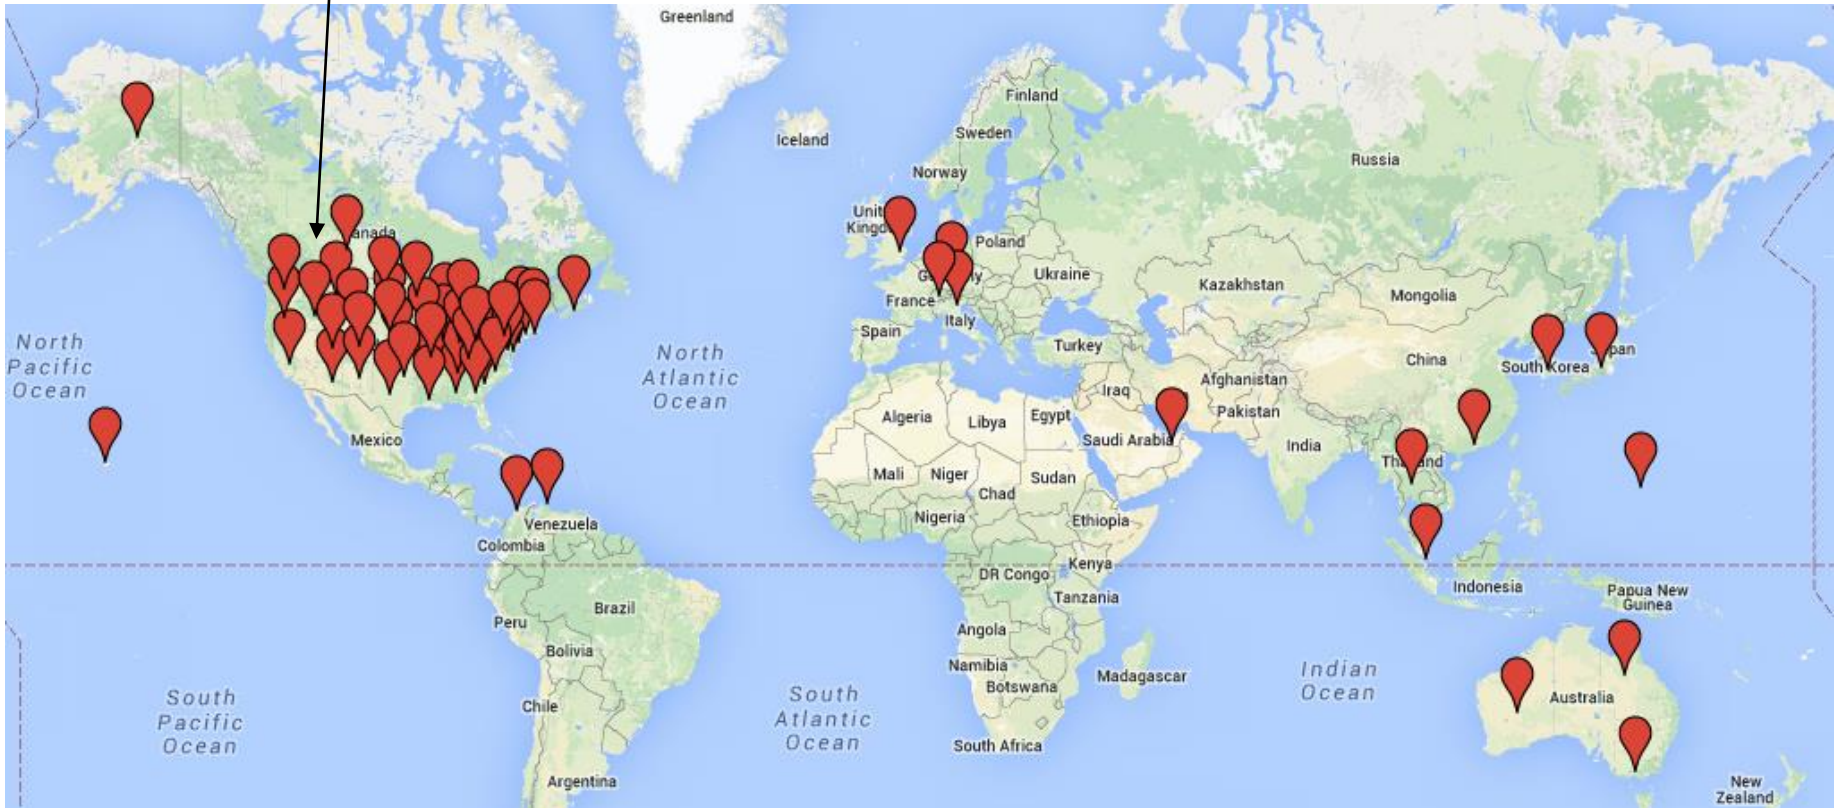 Greenland
Finland
Iceland
Sweden
Russia
Norway
Unit
Kingd
anada
Poland
Ukraine
Kazakhstan
Mongolia
France
Italy
Spain
North
Pacific
Ocean
North
Atlantic
Ocean
Turkey
China
South Korea
pan
Iraq
Afghanistan
Pakistan
Algeria
Libya
Egypt
Saudi Arabia
India
Mexico
Mali
Niger
Sudan
Chad
Nigeria
Ethiopia
Venezuela
Colombia
DR Congo
Kenya
Indonesia
Tanzania
Papua New
Guinea
Brazil
Peru
Angola
Bolivia
Namibia
Botswana
Madagascar
Indian
Ocean
Australia
South
Pacific
Ocean
South
Atlantic
Ocean
Chile
South Africa
Argentina
New
Zealand